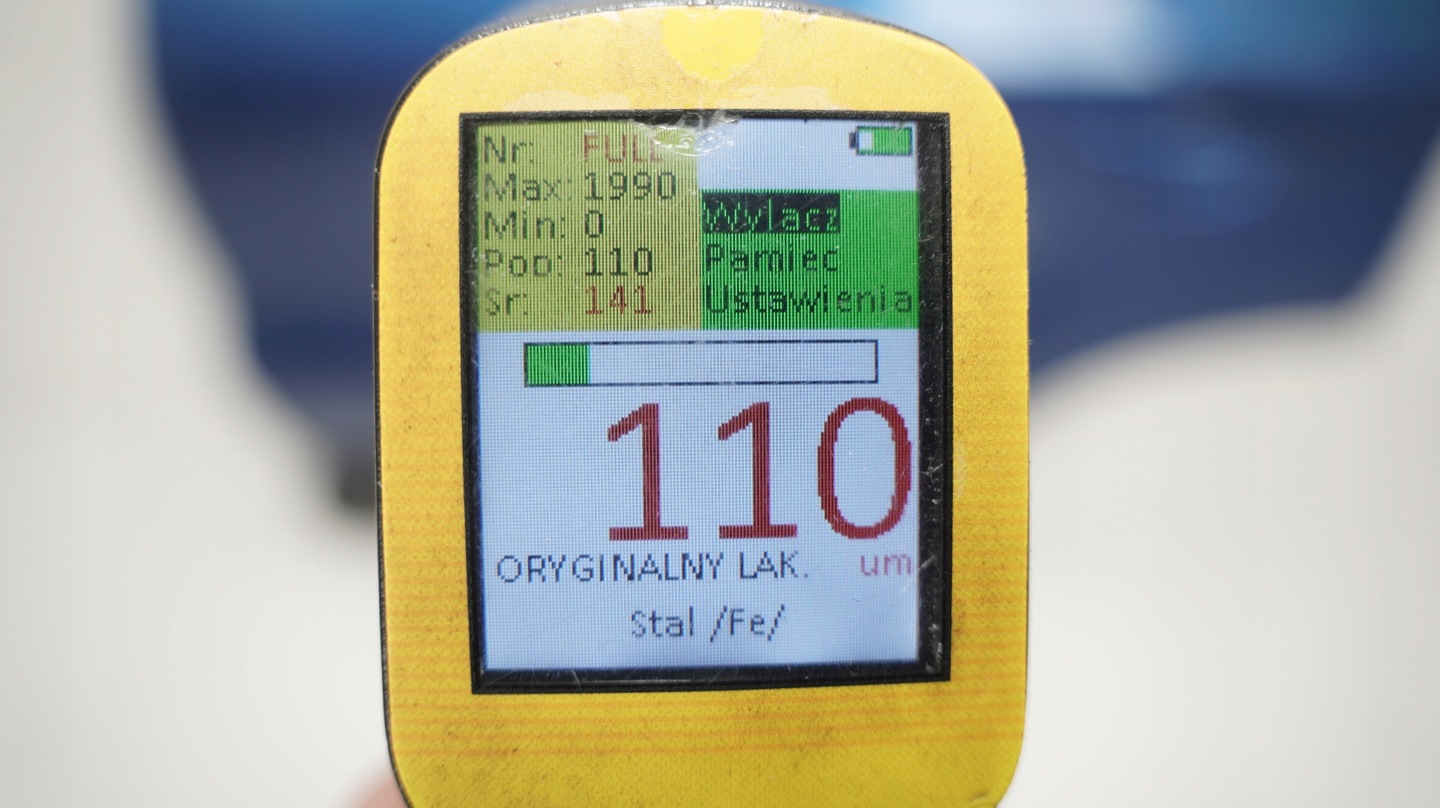 Nr: FULL
Max: 1990
Min: 0
Pop: 110
Sr: 141
Wylacz
Pamiec
Ustawienia
110
ORYGINALNY LAK. um
Stal /Fe/